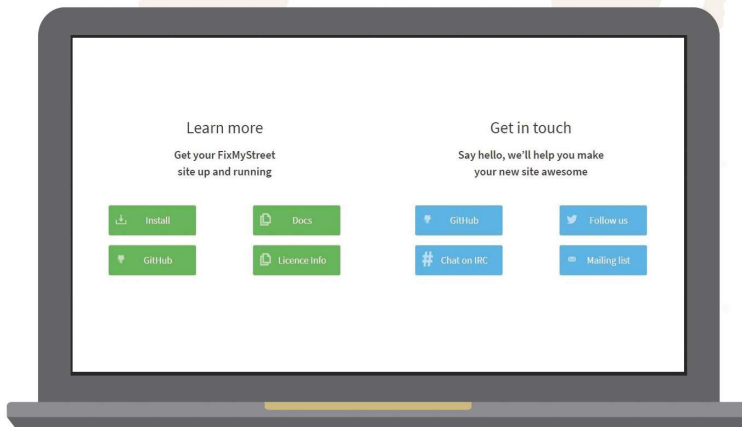 Learn more
Get your FixMyStreet
site up and running
Install
Docs
GitHub
Licence Info
Get in touch
Say hello, we'll help you make
your new site awesome
GitHub
Follow us
# Chat on IRC
Mailing list